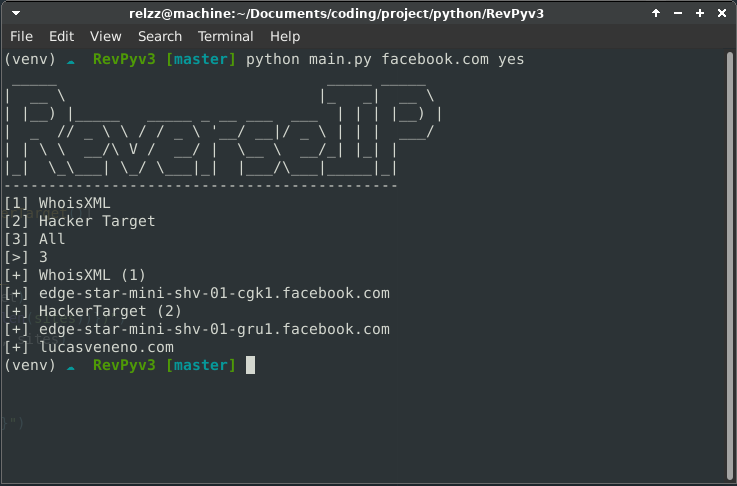 relzz@machine:~/Documents/coding/project/python/RevPyv3
File Edit View Search Terminal Help
(venv) ☁ RevPyv3 [master] python main.py facebook.com yes
ReverseIP
--------------------------------------------
[1] WhoisXML
[2] Hacker Target
[3] All
[>] 3
[+] WhoisXML (1)
[+] edge-star-mini-shv-01-cgk1.facebook.com
[+] HackerTarget (2)
[+] edge-star-mini-shv-01-gru1.facebook.com
[+] lucasveneno.com
(venv) ☁ RevPyv3 [master]
}")